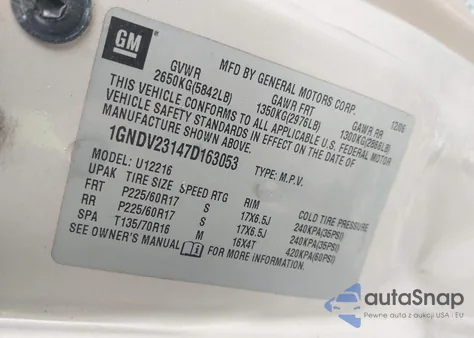 GM
MFD BY GENERAL MOTORS CORP. 12/06
GVWR GAWR FRT GAWR RR
2650KG(5842LB) 1350KG(2976LB) 1300KG(2866LB)
THIS VEHICLE CONFORMS TO ALL APPLICABLE U.S. FEDERAL MOTOR
VEHICLE SAFETY STANDARDS IN EFFECT ON THE DATE OF
MANUFACTURE SHOWN ABOVE.
1GNDV23147D163053 TYPE: M.P.V.
MODEL: U12216
UPAK TIRE SIZE SPEED RTG RIM COLD TIRE PRESSURE
FRT P225/60R17 S 17X6.5J 240KPA(35PSI)
RR P225/60R17 S 17X6.5J 240KPA(35PSI)
SPA T135/70R16 M 16X4T 420KPA(60PSI)
SEE OWNER'S MANUAL FOR MORE INFORMATION.
autoSnap
Pewne auta z aukcji USA i EU